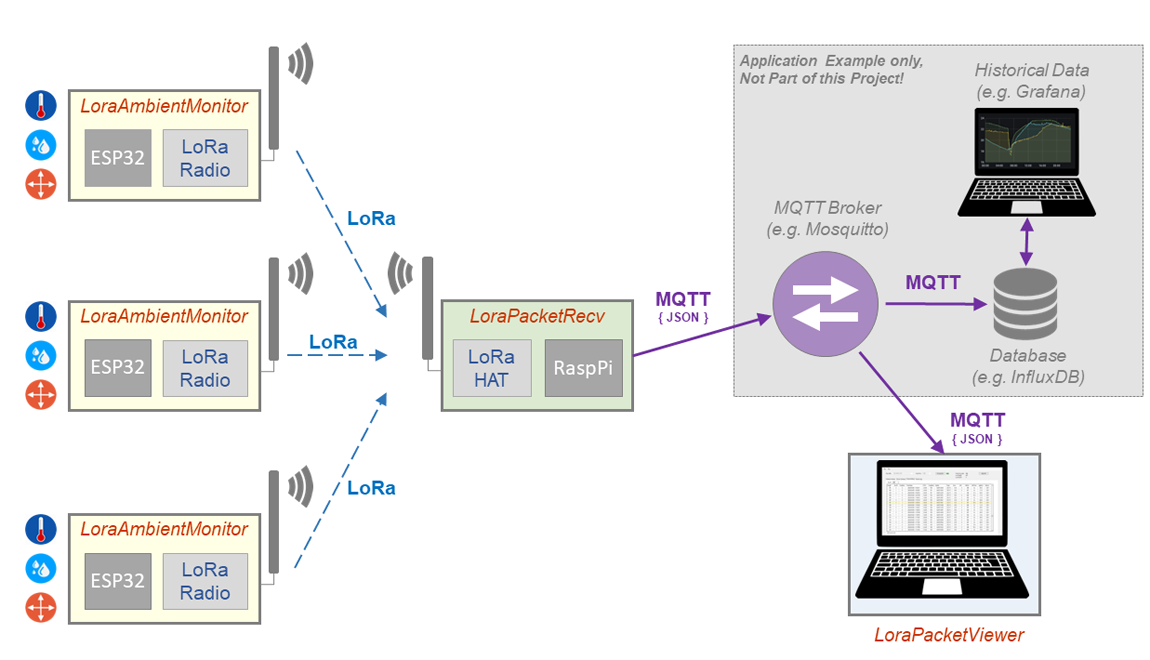 Application Example only,
Not Part of this Project!
Historical Data
(e.g. Grafana)
LoraAmbientMonitor
ESP32
LoRa
Radio
LoRa
MQTT Broker
(e.g. Mosquitto)
MQTT
Database
(e.g. InfluxDB)
LoraAmbientMonitor
ESP32
LoRa
Radio
LoRa
LoraPacketRecv
LoRa
HAT
RaspPi
MQTT
{ JSON }
MQTT
{ JSON }
LoraAmbientMonitor
ESP32
LoRa
Radio
LoRa
LoraPacketViewer